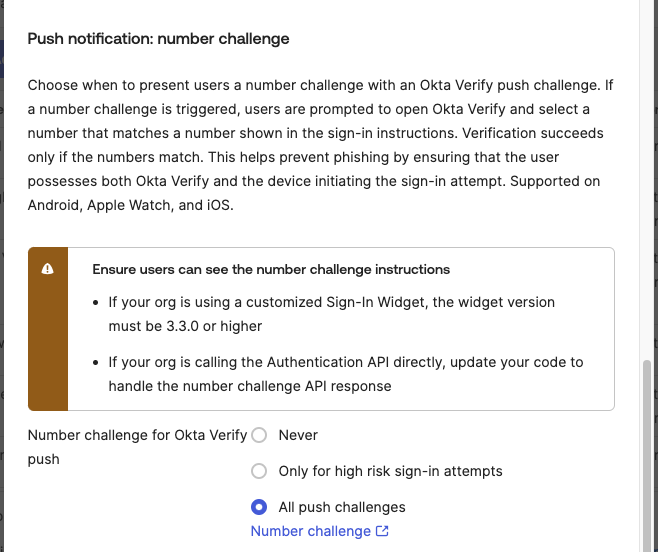 Push notification: number challenge
Choose when to present users a number challenge with an Okta Verify push challenge. If
a number challenge is triggered, users are prompted to open Okta Verify and select a
number that matches a number shown in the sign-in instructions. Verification succeeds
only if the numbers match. This helps prevent phishing by ensuring that the user
possesses both Okta Verify and the device initiating the sign-in attempt. Supported on
Android, Apple Watch, and iOS.
Ensure users can see the number challenge instructions
• If your org is using a customized Sign-In Widget, the widget version
must be 3.3.0 or higher
• If your org is calling the Authentication API directly, update your code to
handle the number challenge API response
Number challenge for Okta Verify
push
Never
Only for high risk sign-in attempts
All push challenges
Number challenge